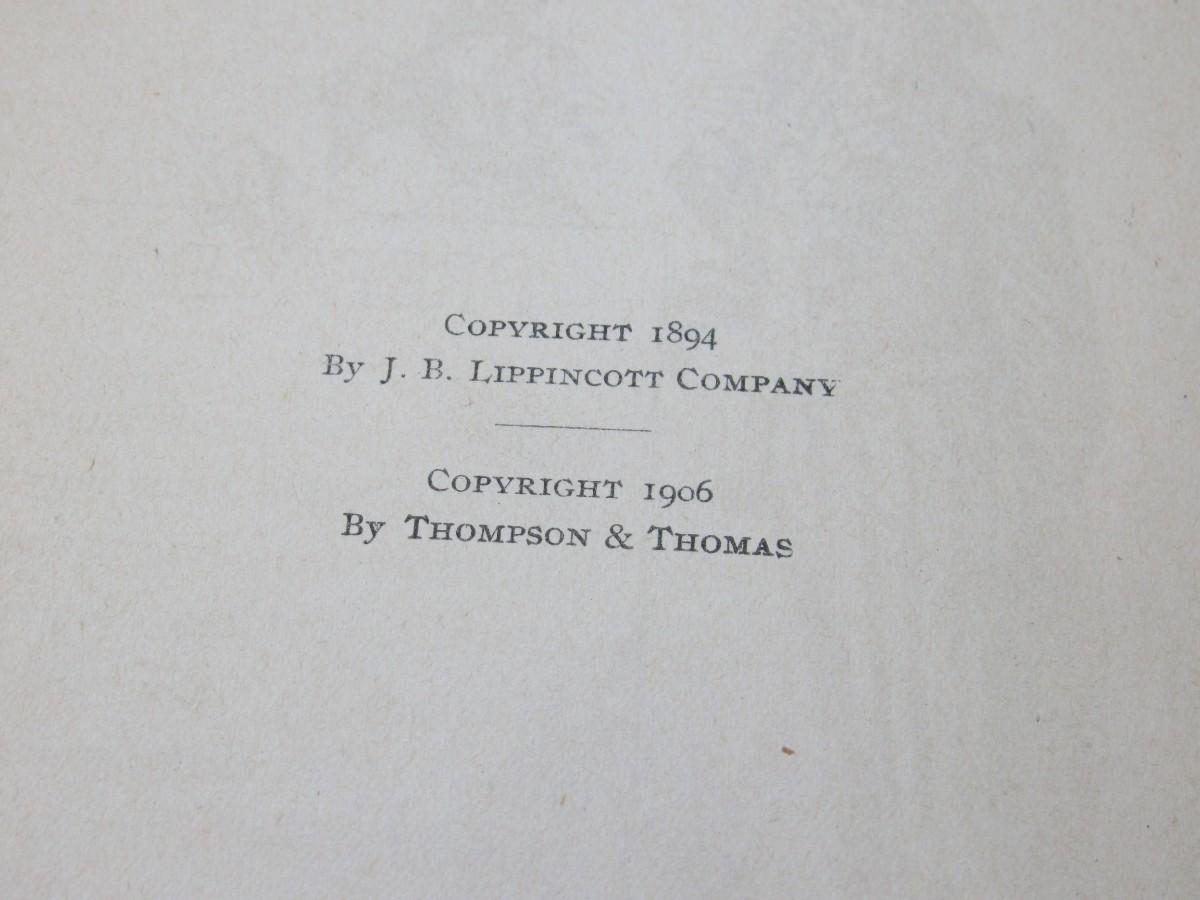 COPYRIGHT 1894
By J. B. LIPPINCOTT COMPANY
COPYRIGHT 1906
By THOMPSON & THOMAS